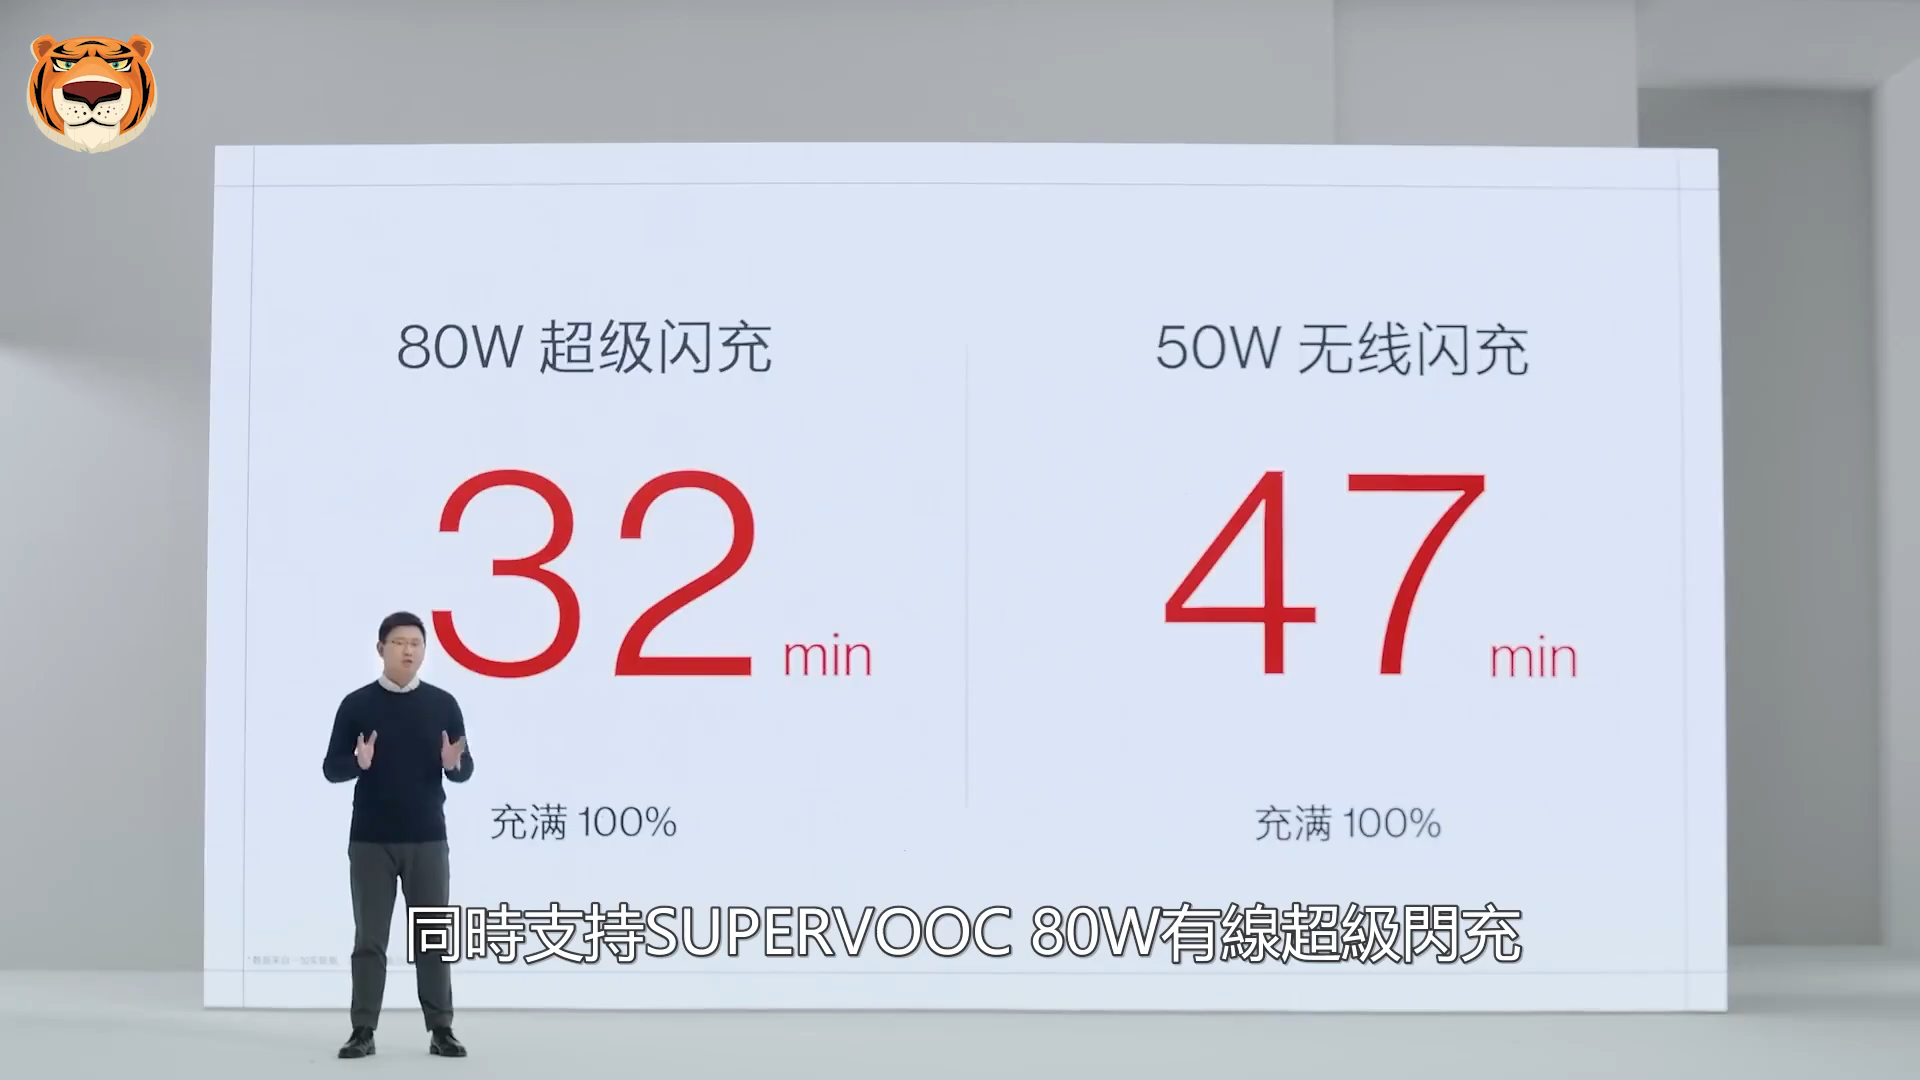 80W 超级闪充
50W 无线闪充
32 min
47 min
充满 100%
充满 100%
同時支持SUPERVOOC 80W有線超級閃充